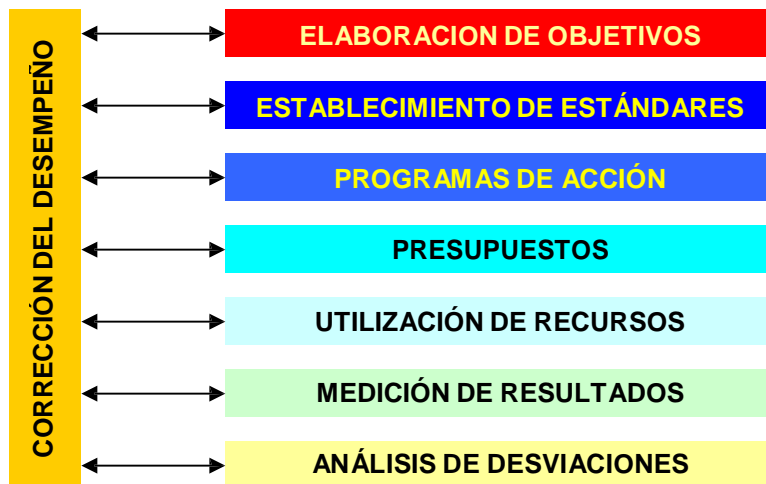 CORRECCIÓN DEL DESEMPEÑO
ELABORACION DE OBJETIVOS
ESTABLECIMIENTO DE ESTÁNDARES
PROGRAMAS DE ACCIÓN
PRESUPUESTOS
UTILIZACIÓN DE RECURSOS
MEDICIÓN DE RESULTADOS
ANÁLISIS DE DESVIACIONES